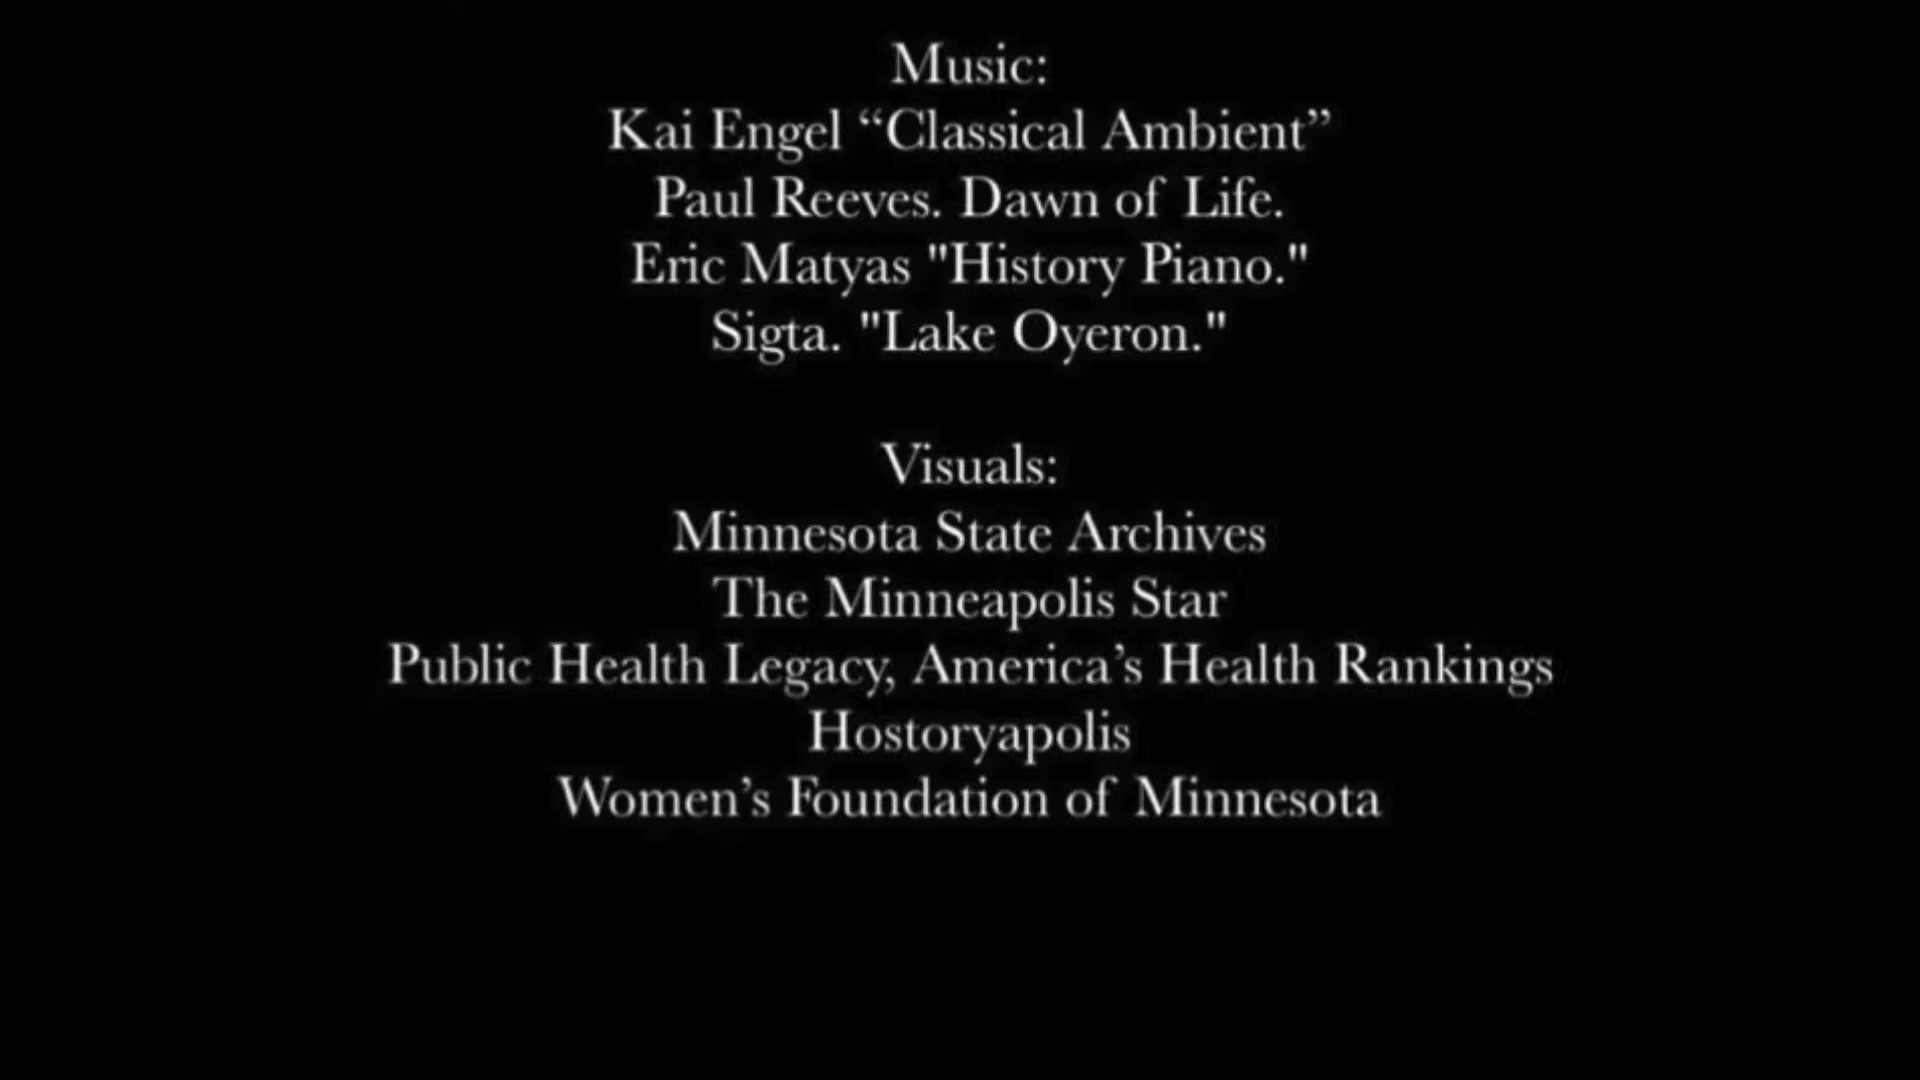 Music:
Kai Engel “Classical Ambient”
Paul Reeves. Dawn of Life.
Eric Matyas "History Piano."
Sigta. "Lake Oyeron."
Visuals:
Minnesota State Archives
The Minneapolis Star
Public Health Legacy, America’s Health Rankings
Hostoryapolis
Women’s Foundation of Minnesota